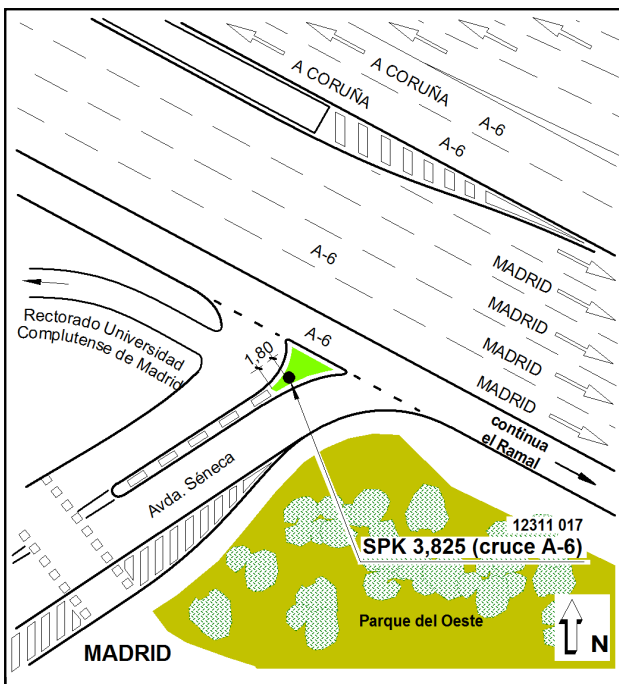 A CORUÑA
A CORUÑA
A-6
A-6
A-6
MADRID
MADRID
MADRID
MADRID
A-6
Rectorado Universidad
Complutense de Madrid
1,80
continua
el Ramal
Avda. Séneca
12311 017
SPK 3,825 (cruce A-6)
Parque del Oeste
MADRID
N